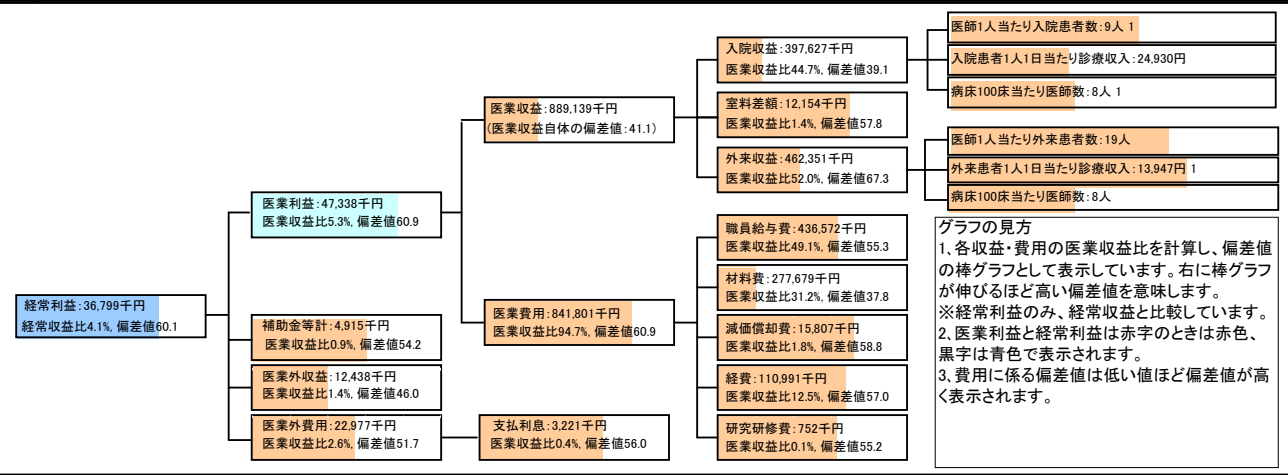 経常利益:36,799千円
経常収益比4.1%, 偏差値60.1
医業利益:47,338千円
医業収益比5.3%, 偏差値60.9
補助金等計:4,915千円
医業収益比0.9%, 偏差値54.2
医業外収益:12,438千円
医業収益比1.4%, 偏差値46.0
医業外費用:22,977千円
医業収益比2.6%, 偏差値51.7
医業収益:889,139千円
(医業収益自体の偏差値:41.1)
医業費用:841,801千円
医業収益比94.7%, 偏差値60.9
支払利息:3,221千円
医業収益比0.4%, 偏差値56.0
入院収益:397,627千円
医業収益比44.7%, 偏差値39.1
室料差額:12,154千円
医業収益比1.4%, 偏差値57.8
外来収益:462,351千円
医業収益比52.0%, 偏差値67.3
職員給与費:436,572千円
医業収益比49.1%, 偏差値55.3
材料費:277,679千円
医業収益比31.2%, 偏差値37.8
減価償却費:15,807千円
医業収益比1.8%, 偏差値58.8
経費:110,991千円
医業収益比12.5%, 偏差値57.0
研究研修費:752千円
医業収益比0.1%, 偏差値55.2
医師1人当たり入院患者数:9人 1
入院患者1人1日当たり診療収入:24,930円
病床100床当たり医師数:8人 1
医師1人当たり外来患者数:19人
外来患者1人1日当たり診療収入:13,947円 1
病床100床当たり医師数:8人
グラフの見方
1、各収益・費用の医業収益比を計算し、偏差値
の棒グラフとして表示しています。右に棒グラフ
が伸びるほど高い偏差値を意味します。
※経常利益のみ、経常収益と比較しています。
2、医業利益と経常利益は赤字のときは赤色、
黒字は青色で表示されます。
3、費用に係る偏差値は低い値ほど偏差値が高
く表示されます。